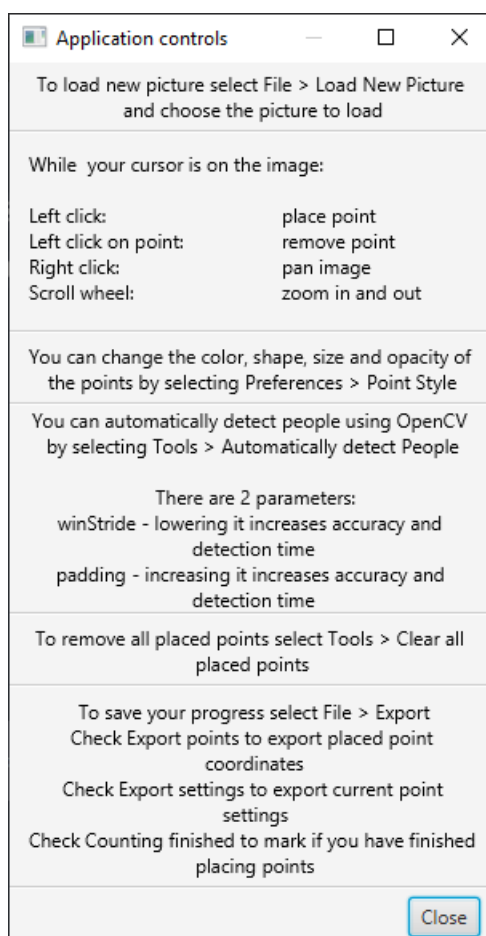 Application controls
To load new picture select File > Load New Picture
and choose the picture to load
While  your cursor is on the image:
Left click: place point
Left click on point: remove point
Right click: pan image
Scroll wheel: zoom in and out
You can change the color, shape, size and opacity of
the points by selecting Preferences > Point Style
You can automatically detect people using OpenCV
by selecting Tools > Automatically detect People
There are 2 parameters:
winStride - lowering it increases accuracy and
detection time
padding - increasing it increases accuracy and
detection time
To remove all placed points select Tools > Clear all
placed points
To save your progress select File > Export
Check Export points to export placed point
coordinates
Check Export settings to export current point
settings
Check Counting finished to mark if you have finished
placing points
Close